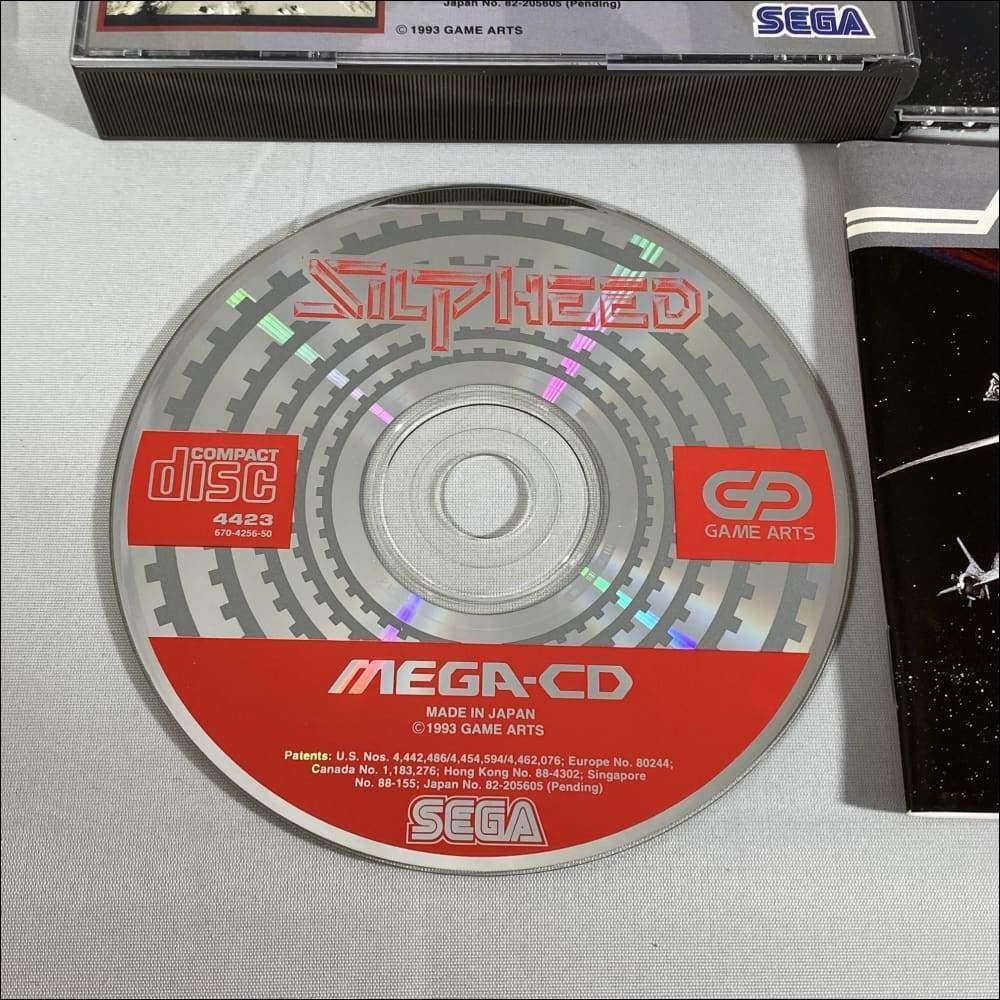 Japan No. 82-205605 (Pending)
© 1993 GAME ARTS
SEGA
SILPHEED
COMPACT
disc
4423
670-4256-50
GAME ARTS
MEGA-CD
MADE IN JAPAN
© 1993 GAME ARTS
Patents: U.S. Nos. 4,442,486/4,454,594/4,462,076; Europe No. 80244;
Canada No. 1,183,276; Hong Kong No. 88-4302; Singapore
No. 88-155; Japan No. 82-205605 (Pending)
SEGA